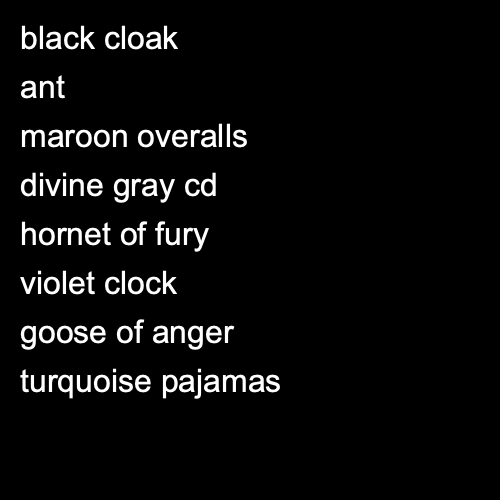 black cloak
ant
maroon overalls
divine gray cd
hornet of fury
violet clock
goose of anger
turquoise pajamas